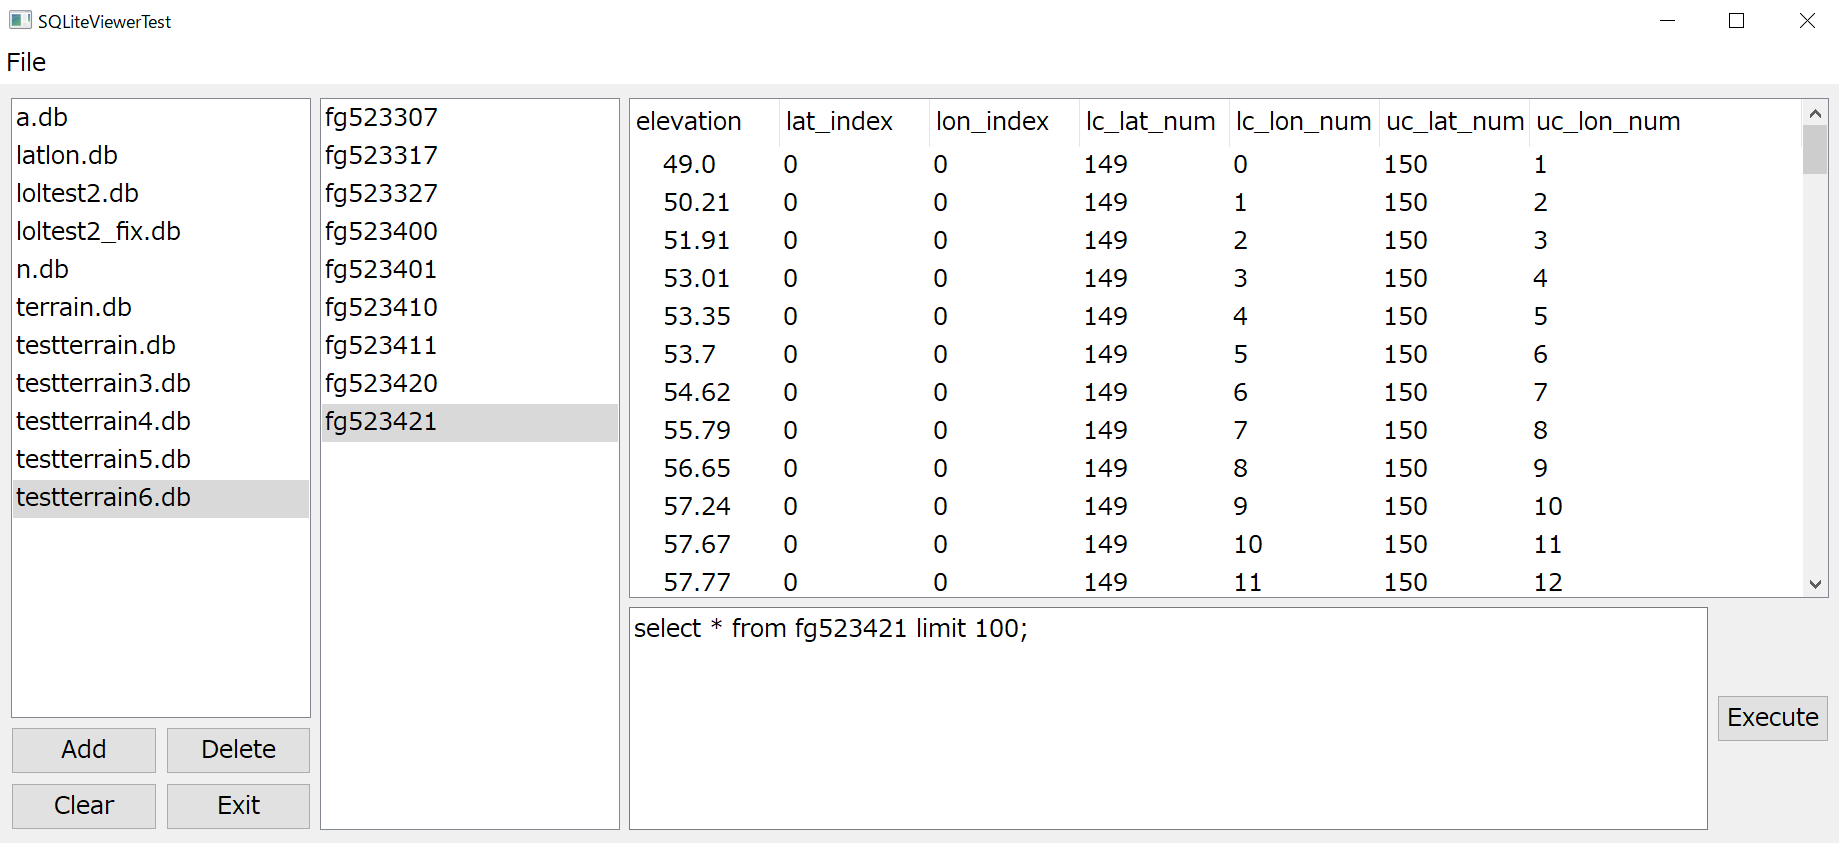 SQLiteViewerTest
File
a.db
latlon.db
loltest2.db
loltest2_fix.db
n.db
terrain.db
testterrain.db
testterrain3.db
testterrain4.db
testterrain5.db
testterrain6.db
Add Delete
Clear Exit
fg523307
fg523317
fg523327
fg523400
fg523401
fg523410
fg523411
fg523420
fg523421
elevation lat_index lon_index lc_lat_num lc_lon_num uc_lat_num uc_lon_num
49.0 0 0 149 0 150 1
50.21 0 0 149 1 150 2
51.91 0 0 149 2 150 3
53.01 0 0 149 3 150 4
53.35 0 0 149 4 150 5
53.7 0 0 149 5 150 6
54.62 0 0 149 6 150 7
55.79 0 0 149 7 150 8
56.65 0 0 149 8 150 9
57.24 0 0 149 9 150 10
57.67 0 0 149 10 150 11
57.77 0 0 149 11 150 12
select * from fg523421 limit 100;
Execute